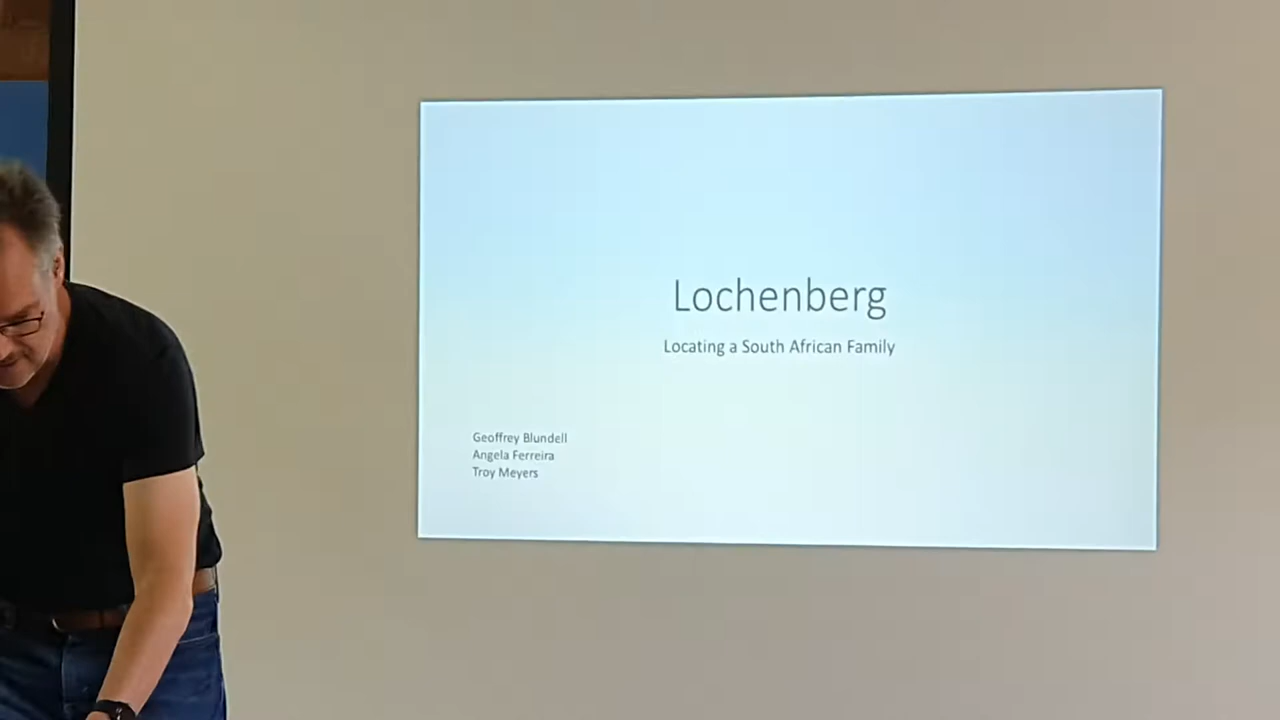 Lochenberg
Locating a South African Family
Geoffrey Blundell
Angela Ferreira
Troy Meyers